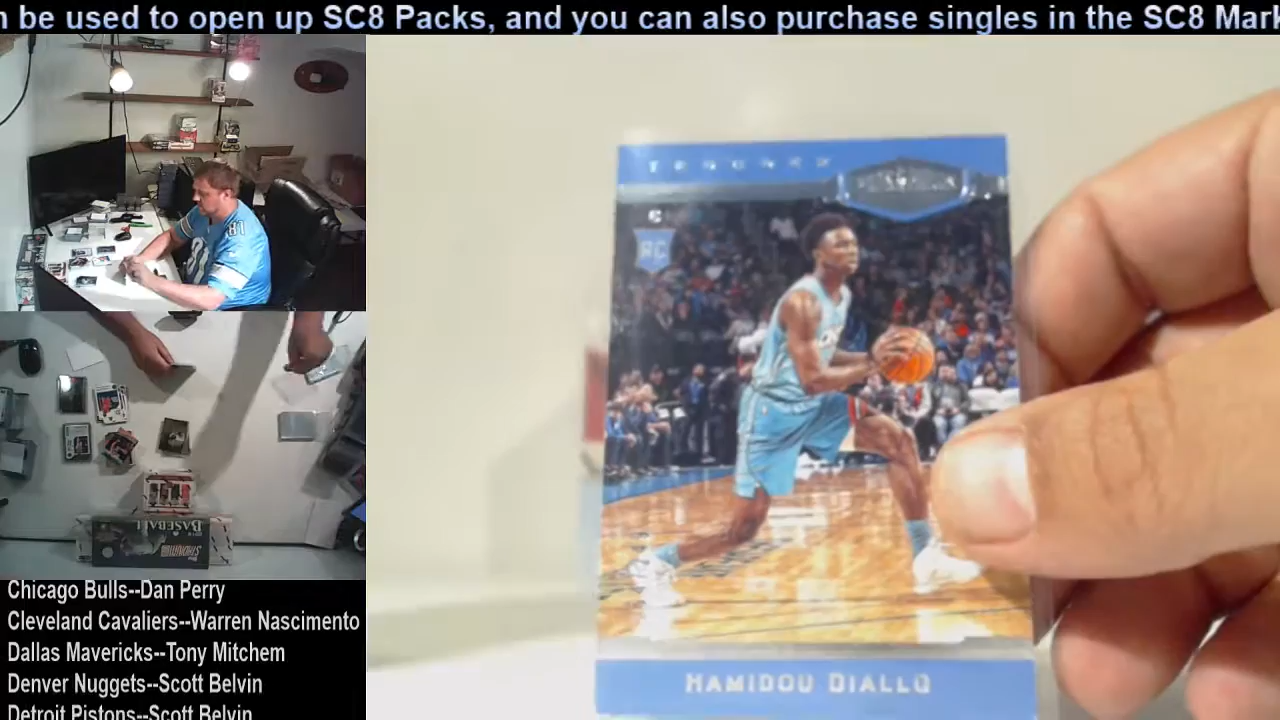 n be used to open up SC8 Packs, and you can also purchase singles in the SC8 Mark
81
RC
HAMIDOU DIALLO
BASEBALL
Chicago Bulls--Dan Perry
Cleveland Cavaliers--Warren Nascimento
Dallas Mavericks--Tony Mitchem
Denver Nuggets--Scott Belvin
Detroit Pistons--Scott Belvin